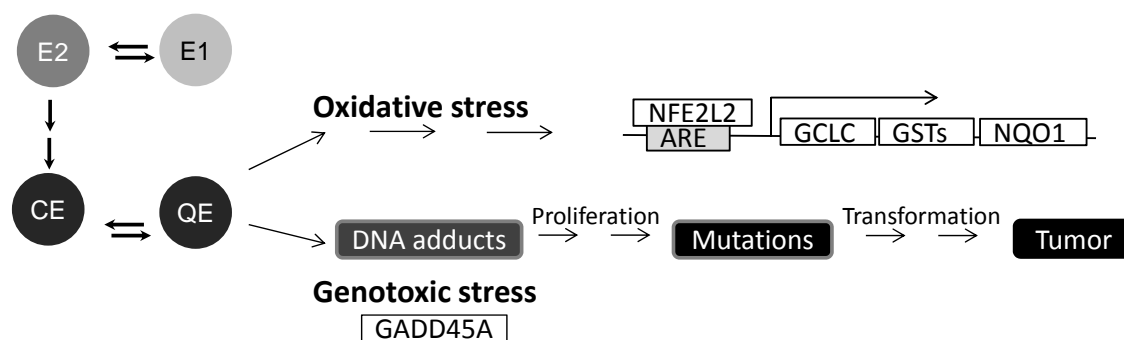 E2 E1
Oxidative stress
NFE2L2
ARE GCLC GSTs NQO1
CE QE
Proliferation Transformation
DNA adducts Mutations Tumor
Genotoxic stress
GADD45A